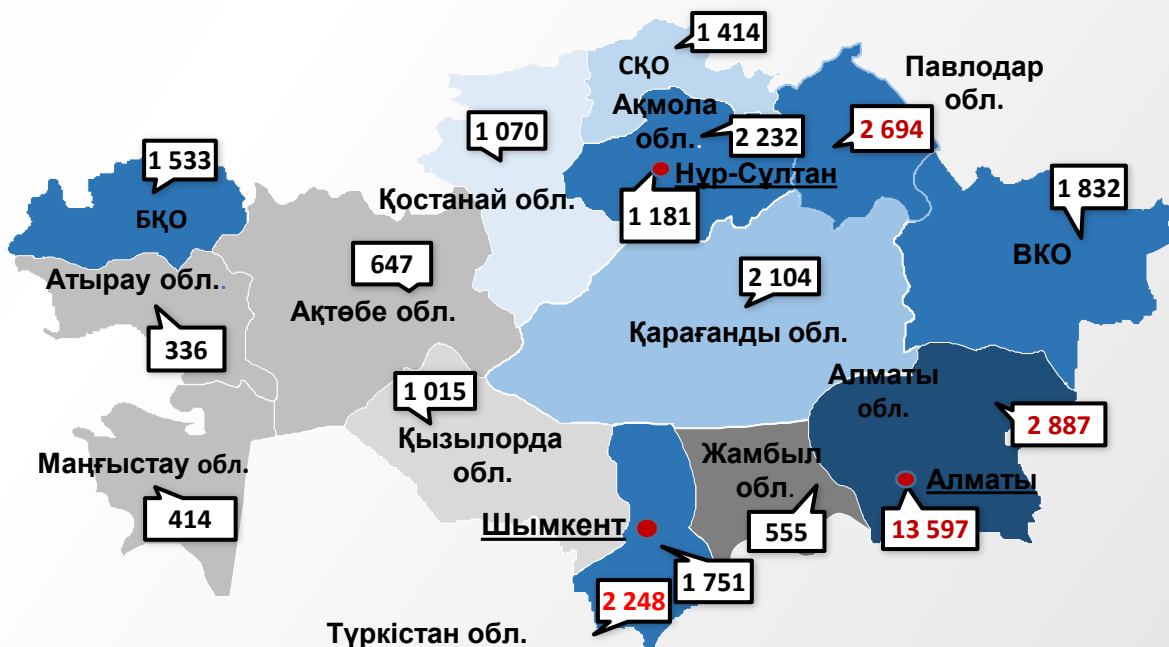 1 414
СҚО
Павлодар
обл.
Ақмола
обл..
1 070
2 232
2 694
1 533
Нұр-Сұлтан
Қостанай обл.
1 832
БҚО
1 181
ВКО
Атырау обл..
647
2 104
Ақтөбе обл.
Қарағанды обл.
336
Алматы
обл.
1 015
2 887
Қызылорда
обл.
Маңғыстау обл.
Жамбыл
обл.
Алматы
414
Шымкент
555
13 597
1 751
2 248
Түркістан обл.